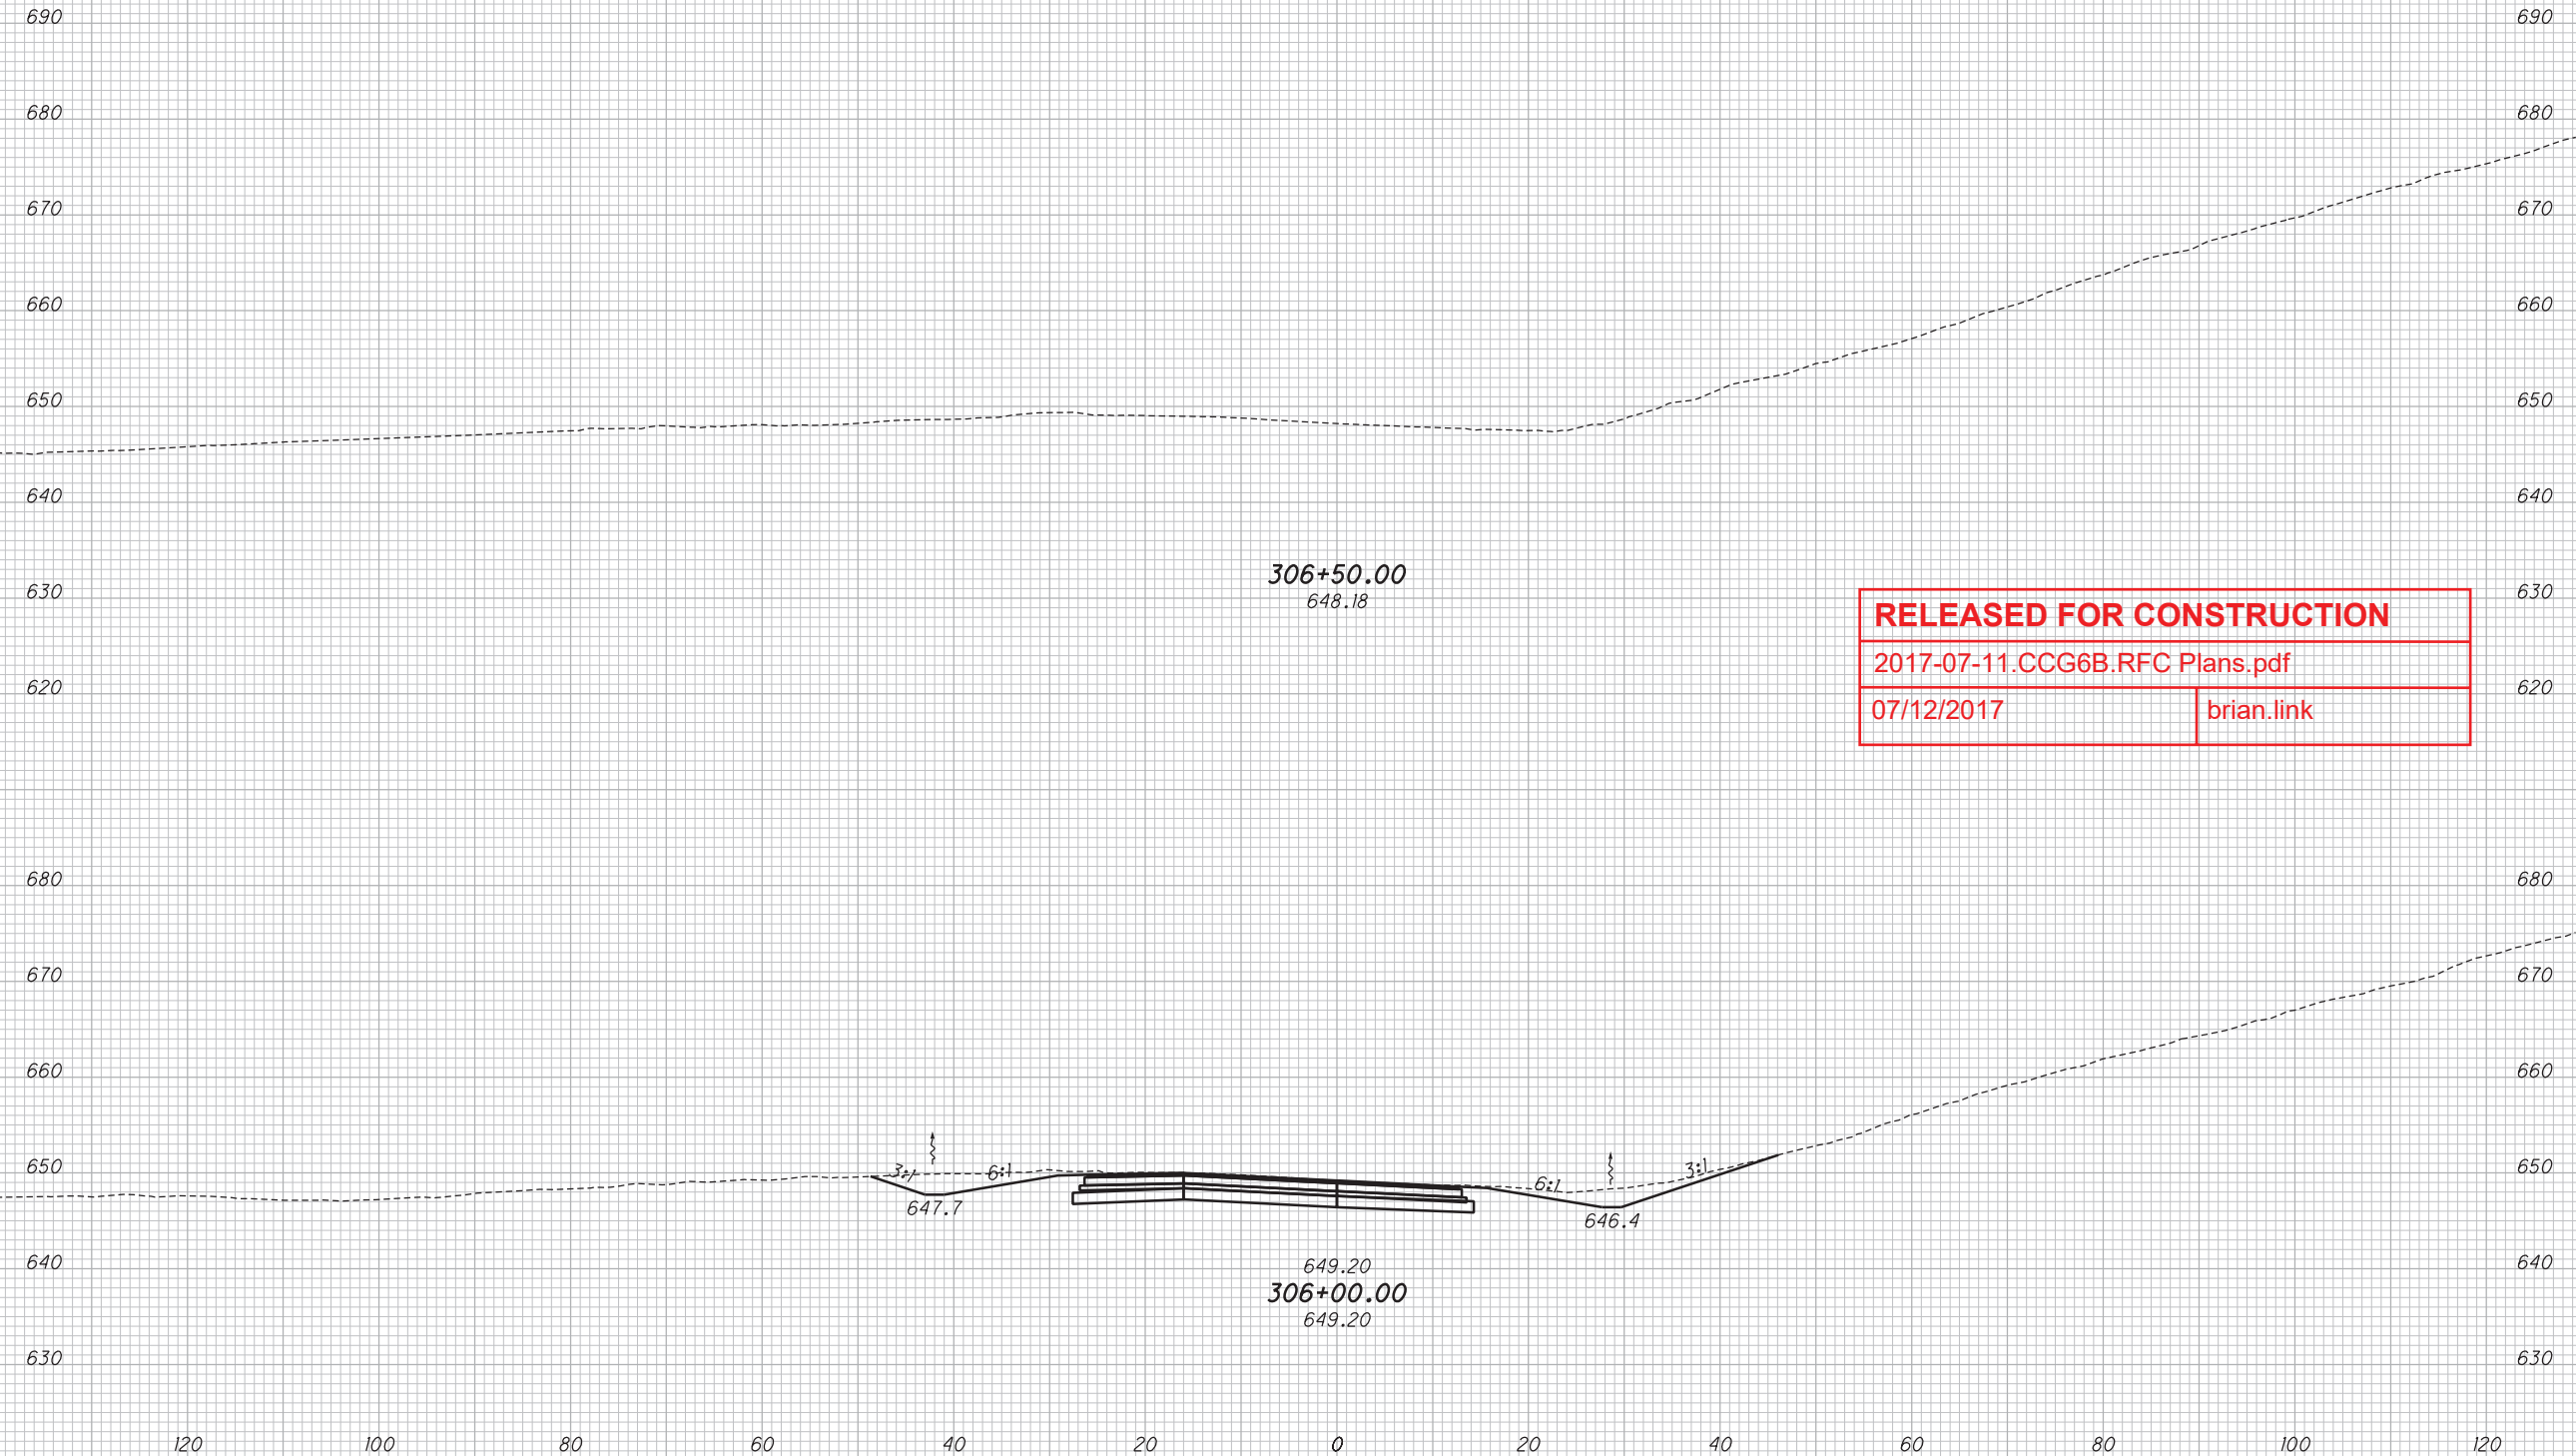 690 690
680 680
670 670
660 660
650 650
640 640
306+50.00
630 630
648.18
RELEASED FOR CONSTRUCTION
2017-07-11.CCG6B.RFC Plans.pdf
620 620
07/12/2017 brian.link
680 680
670 670
660 660
650 3:1 6:1 6:1 3:1 650
647.7 646.4
640 649.20 640
306+00.00
649.20
630 630
120 100 80 60 40 20 0 20 40 60 80 100 120